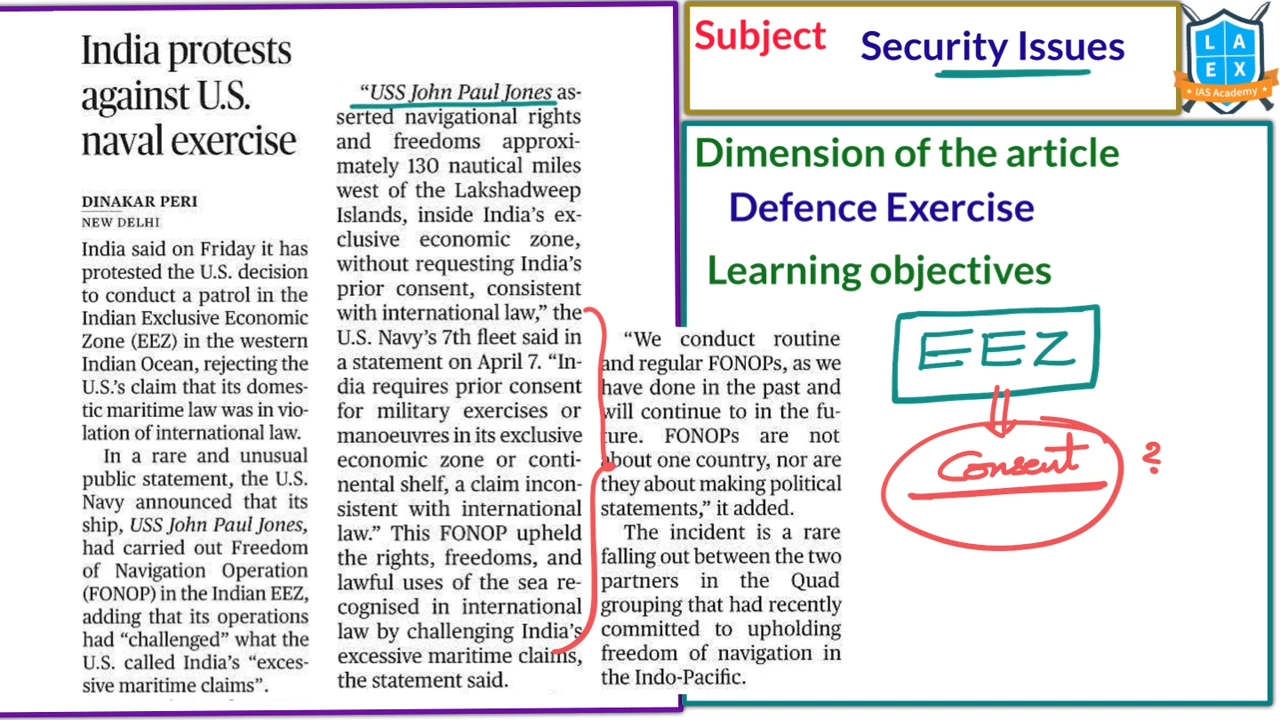 India protests
against U.S.
naval exercise
DINAKAR PERI
NEW DELHI
India said on Friday it has
protested the U.S. decision
to conduct a patrol in the
Indian Exclusive Economic
Zone (EEZ) in the western
Indian Ocean, rejecting the
U.S.'s claim that its domes-
tic maritime law was in vio-
lation of international law.
In a rare and unusual
public statement, the U.S.
Navy announced that its
ship, USS John Paul Jones,
had carried out Freedom
of Navigation Operation
(FONOP) in the Indian EEZ,
adding that its operations
had “challenged” what the
U.S. called India's “exces-
sive maritime claims”.
“USS John Paul Jones as-
serted navigational rights
and freedoms approxi-
mately 130 nautical miles
west of the Lakshadweep
Islands, inside India's ex-
clusive economic zone,
without requesting India's
prior consent, consistent
with international law,” the
U.S. Navy's 7th fleet said in
a statement on April 7. “In-
dia requires prior consent
for military exercises or
manoeuvres in its exclusive
economic zone or conti-
nental shelf, a claim incon-
sistent with international
law.” This FONOP upheld
the rights, freedoms, and
lawful uses of the sea re-
cognised in international
law by challenging India's
excessive maritime claims,
the statement said.
“We conduct routine
and regular FONOPs, as we
have done in the past and
will continue to in the fu-
ture. FONOPs are not
about one country, nor are
they about making political
statements,” it added.
The incident is a rare
falling out between the two
partners in the Quad
grouping that had recently
committed to upholding
freedom of navigation in
the Indo-Pacific.
Subject
Security Issues
L A
E X
IAS Academy
Dimension of the article
Defence Exercise
Learning objectives
EEZ
Consent ?